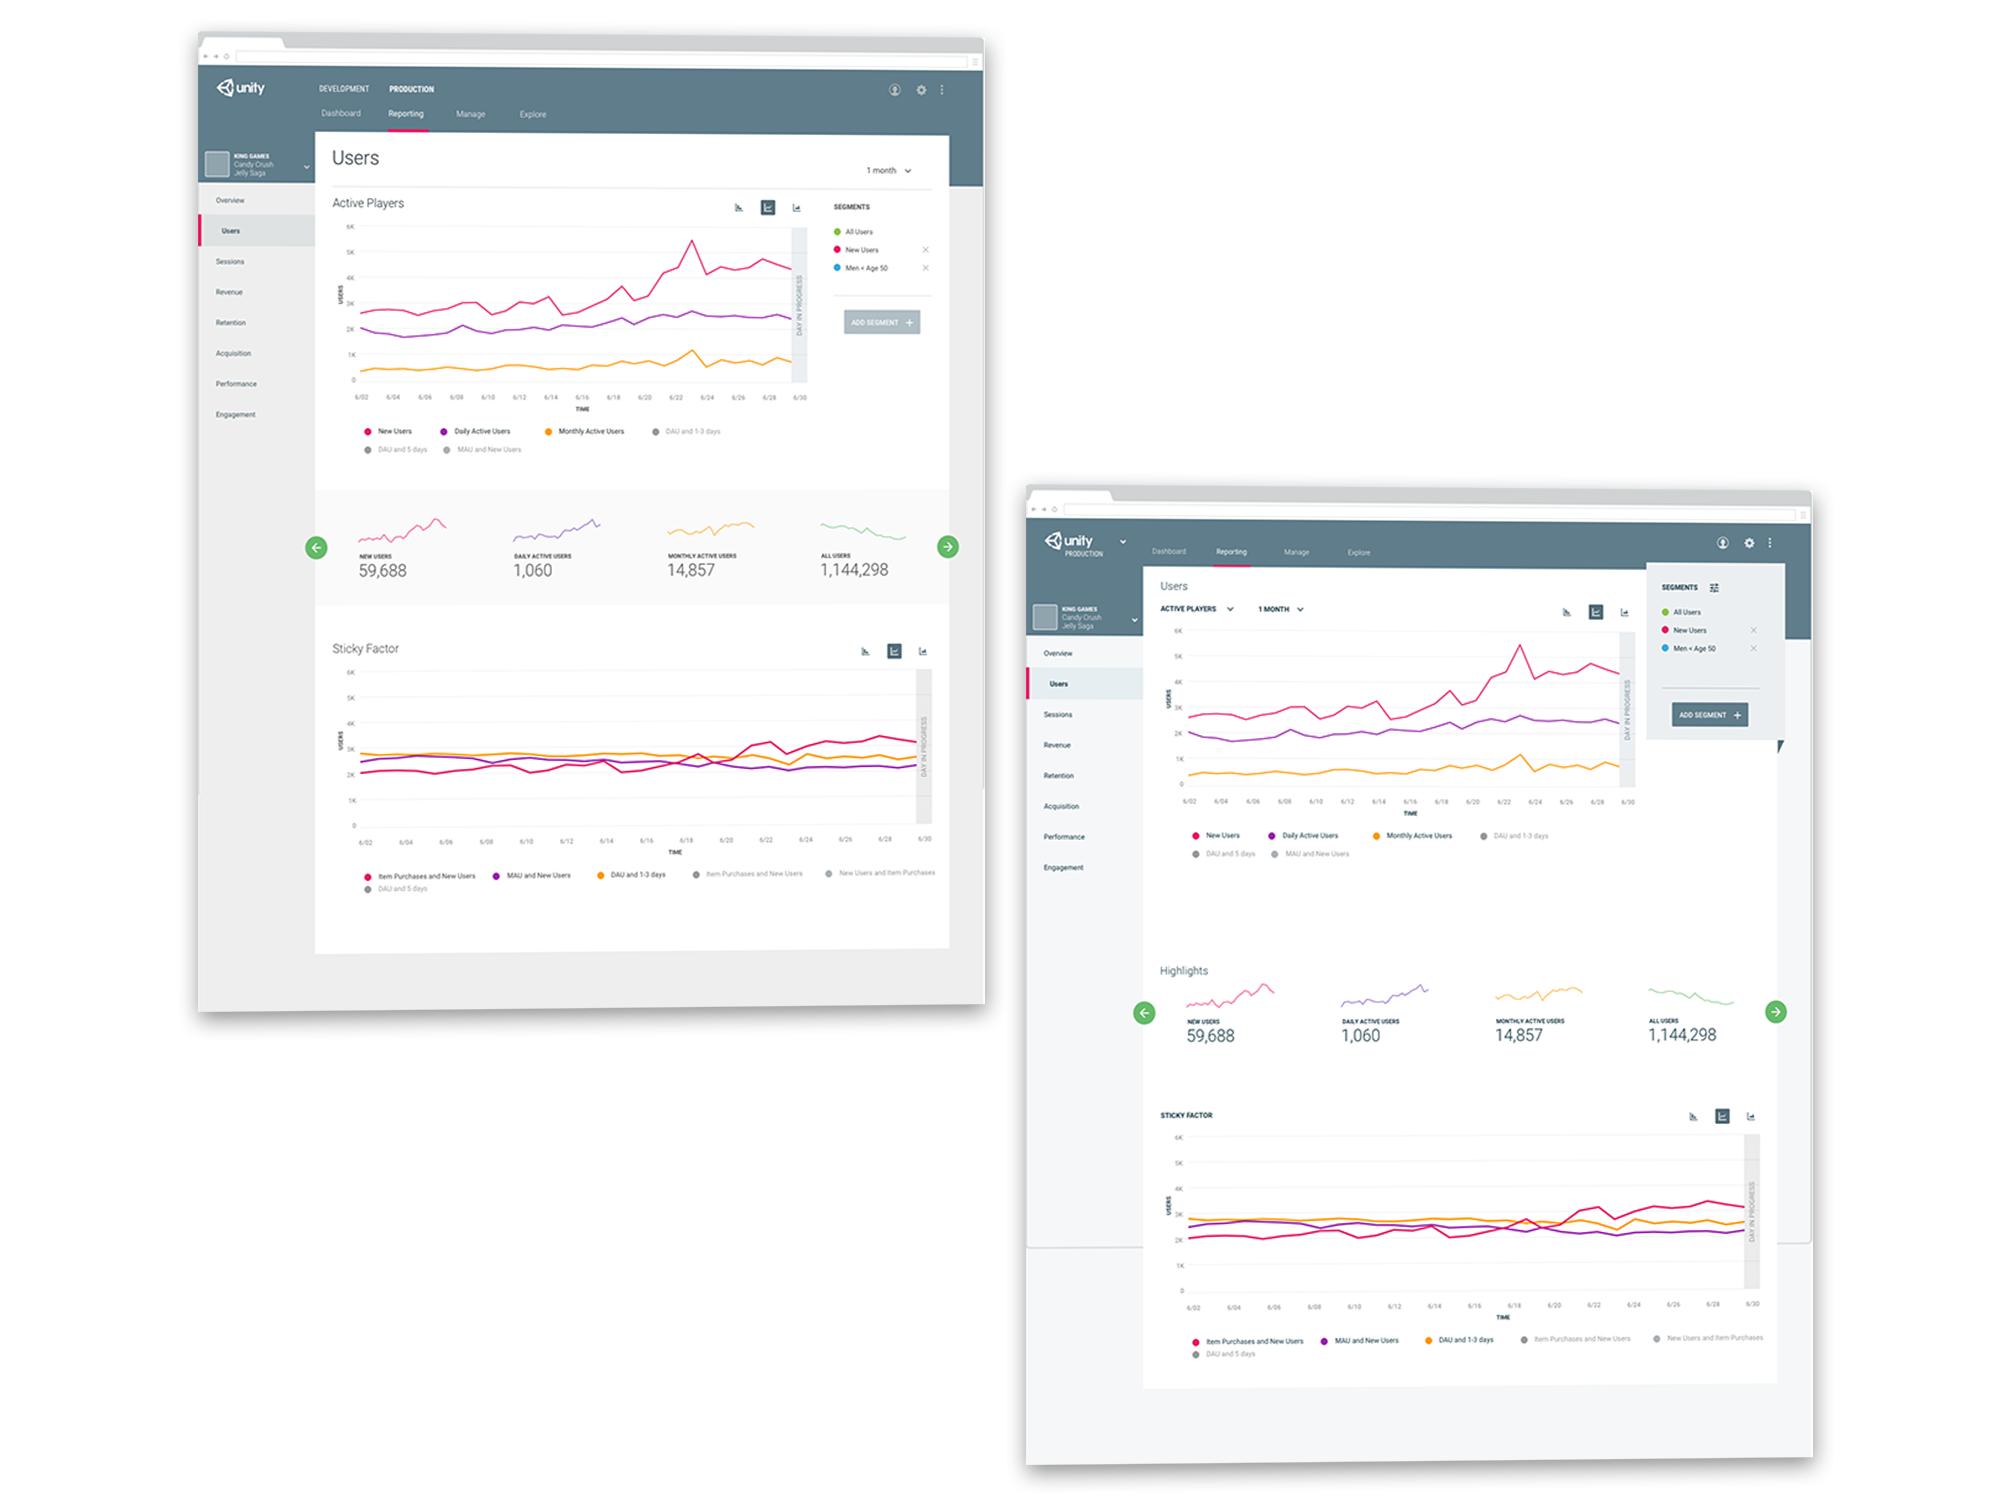 unity
DEVELOPMENT PRODUCTION
Dashboard Reporting Manage Explore
KING GAMES
Candy Crush
Jelly Saga
Users
1 month
Overview
Users
Sessions
Revenue
Retention
Acquisition
Performance
Engagement
Active Players
6K
5K
4K
3K
2K
1K
0
USERS
DAY IN PROGRESS
6/02 6/04 6/06 6/08 6/10 6/12 6/14 6/16 6/18 6/20 6/22 6/24 6/26 6/28 6/30
TIME
New Users Daily Active Users Monthly Active Users DAU and 1-3 days
DAU and 5 days MAU and New Users
SEGMENTS
All Users
New Users
Men < Age 50
ADD SEGMENT +
NEW USERS DAILY ACTIVE USERS MONTHLY ACTIVE USERS ALL USERS
59,688 1,060 14,857 1,144,298
Sticky Factor
6K
5K
4K
3K
2K
1K
0
USERS
DAY IN PROGRESS
6/02 6/04 6/06 6/08 6/10 6/12 6/14 6/16 6/18 6/20 6/22 6/24 6/26 6/28 6/30
TIME
Item Purchases and New Users MAU and New Users DAU and 1-3 days Item Purchases and New Users New Users and Item Purchases
DAU and 5 days
unity
PRODUCTION
Dashboard Reporting Manage Explore
KING GAMES
Candy Crush
Jelly Saga
Overview
Users
Sessions
Revenue
Retention
Acquisition
Performance
Engagement
Users
ACTIVE PLAYERS 1 MONTH
6K
5K
4K
3K
2K
1K
0
USERS
DAY IN PROGRESS
6/02 6/04 6/06 6/08 6/10 6/12 6/14 6/16 6/18 6/20 6/22 6/24 6/26 6/28 6/30
TIME
New Users Daily Active Users Monthly Active Users DAU and 1-3 days
DAU and 5 days MAU and New Users
SEGMENTS
All Users
New Users
Men < Age 50
ADD SEGMENT +
Highlights
NEW USERS DAILY ACTIVE USERS MONTHLY ACTIVE USERS ALL USERS
59,688 1,060 14,857 1,144,298
STICKY FACTOR
6K
5K
4K
3K
2K
1K
0
USERS
DAY IN PROGRESS
6/02 6/04 6/06 6/08 6/10 6/12 6/14 6/16 6/18 6/20 6/22 6/24 6/26 6/28 6/30
TIME
Item Purchases and New Users MAU and New Users DAU and 1-3 days Item Purchases and New Users New Users and Item Purchases
DAU and 5 days